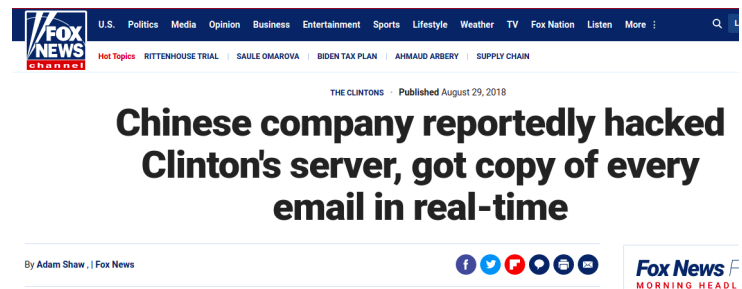 FOX
NEWS
channel
U.S. Politics Media Opinion Business Entertainment Sports Lifestyle Weather TV Fox Nation Listen More
Hot Topics RITTENHOUSE TRIAL | SAULE OMAROVA | BIDEN TAX PLAN | AHMAUD ARBERY | SUPPLY CHAIN
THE CLINTONS · Published August 29, 2018
Chinese company reportedly hacked
Clinton's server, got copy of every
email in real-time
By Adam Shaw, | Fox News
Fox News F
MORNING HEADL